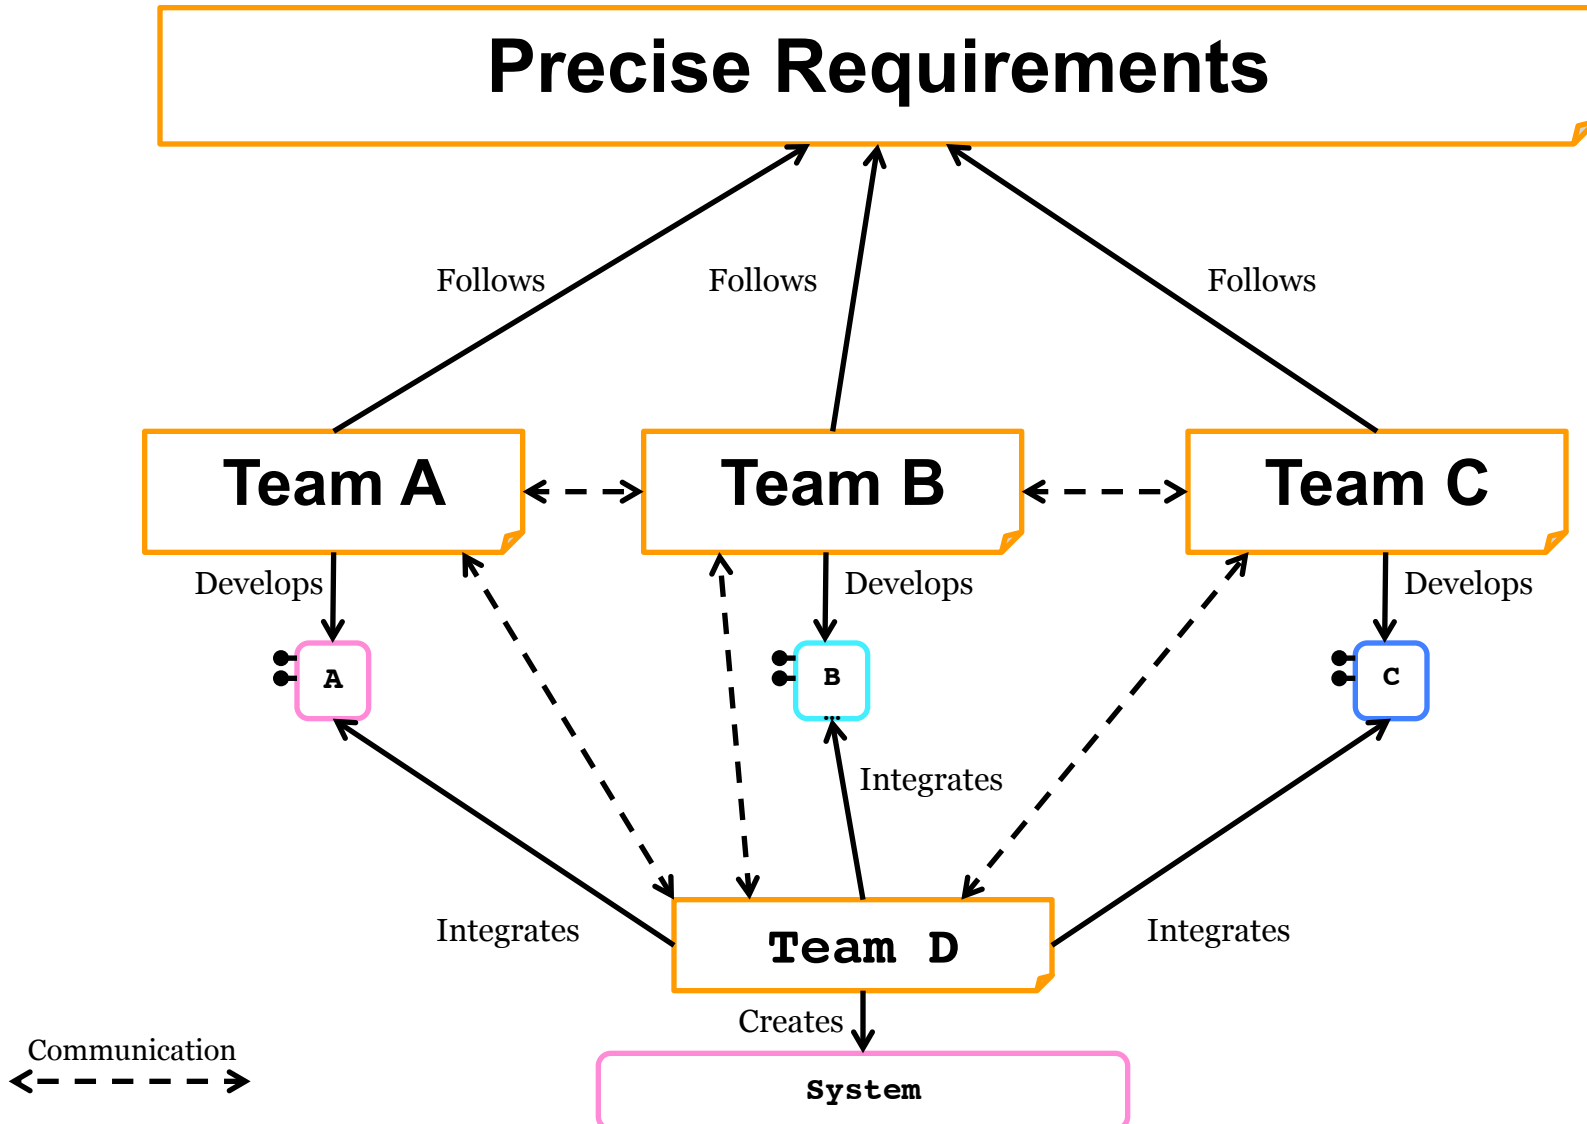 Precise Requirements
Follows
Follows
Follows
Team A
Team B
Team C
Develops
Develops
Develops
A
B
C
...
Integrates
Integrates
Integrates
Team D
Creates
Communication
System